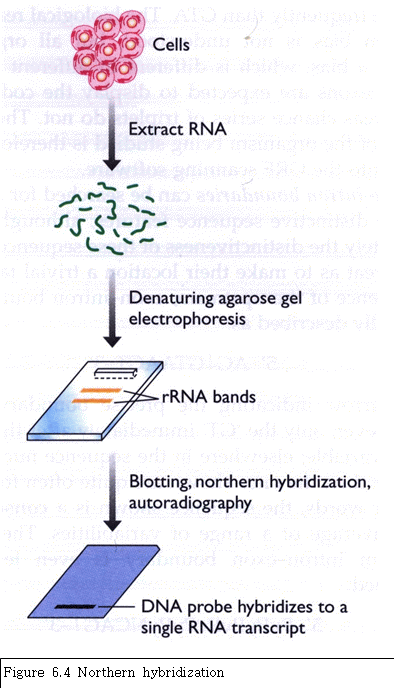 Cells
Extract RNA
Denaturing agarose gel
electrophoresis
rRNA bands
Blotting, northern hybridization,
autoradiography
DNA probe hybridizes to a
single RNA transcript
Figure 6.4 Northern hybridization